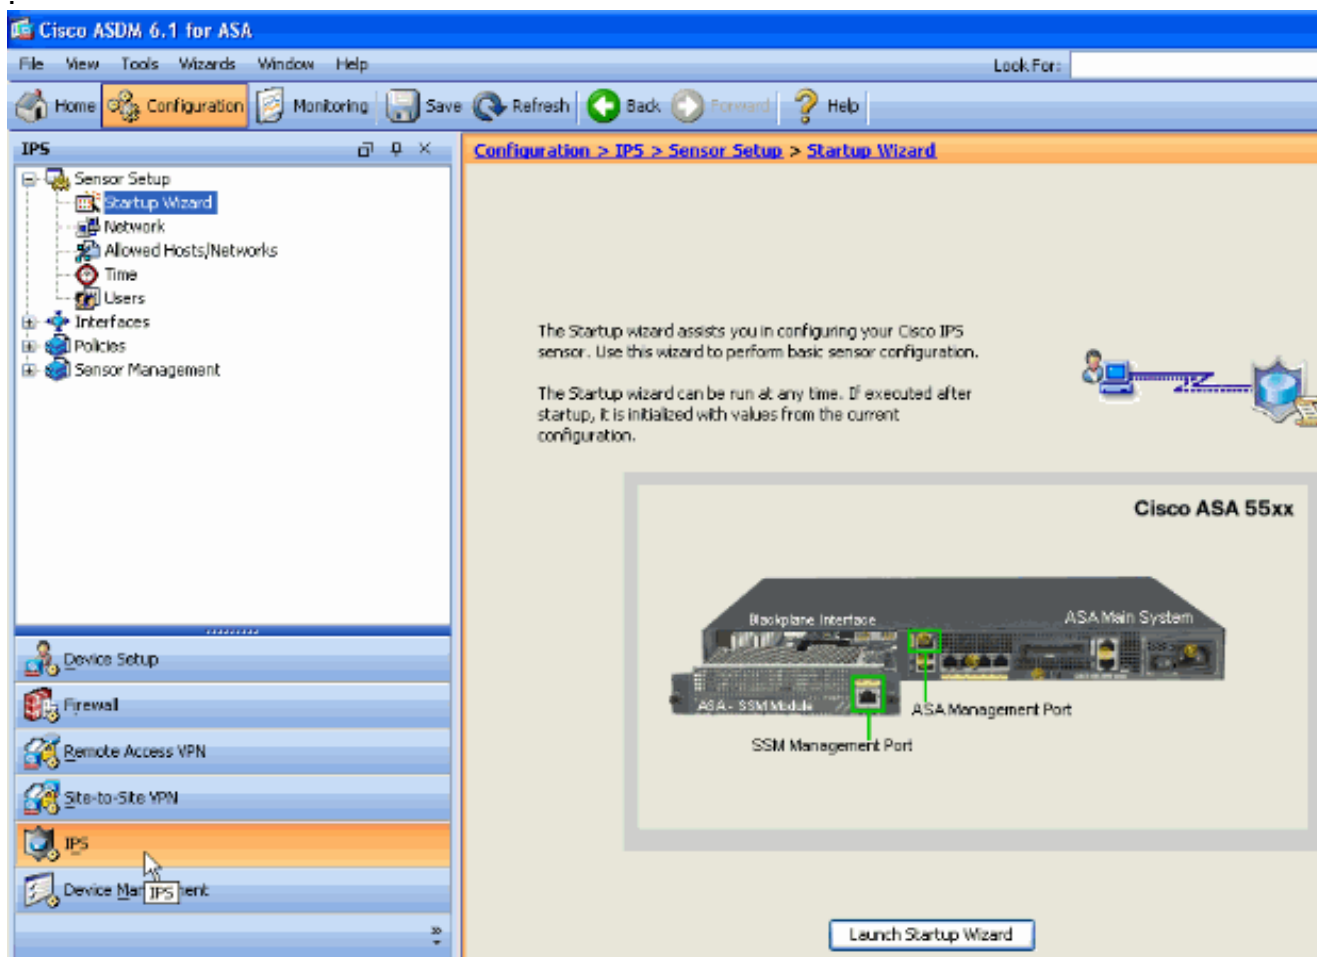 Cisco ASDM 6.1 for ASA
File View Tools Wizards Window Help Look For:
Home Configuration Monitoring Save Refresh Back Forward Help
IPS
Configuration > IPS > Sensor Setup > Startup Wizard
Sensor Setup
Startup Wizard
Network
Allowed Hosts/Networks
Time
Users
Interfaces
Policies
Sensor Management
The Startup wizard assists you in configuring your Cisco IPS
sensor. Use this wizard to perform basic sensor configuration.
The Startup wizard can be run at any time. If executed after
startup, it is initialized with values from the current
configuration.
Cisco ASA 55xx
Blackplane Interface
ASA Main System
ASA - SSM Module
ASA Management Port
SSM Management Port
Device Setup
Firewall
Remote Access VPN
Site-to-Site VPN
IPS
Device Man
IPS
ent
Launch Startup Wizard